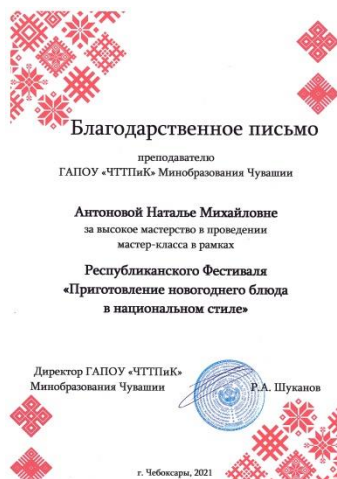 Благодарственное письмо
преподавателю
ГАПОУ «ЧТТПиК» Минобразования Чувашии
Антоновой Наталье Михайловне
за высокое мастерство в проведении
мастер-класса в рамках
Республиканского Фестиваля
«Приготовление новогоднего блюда
в национальном стиле»
Директор ГАПОУ «ЧТТПиК»
Минобразования Чувашии
Р.А. Шуканов
г. Чебоксары, 2021